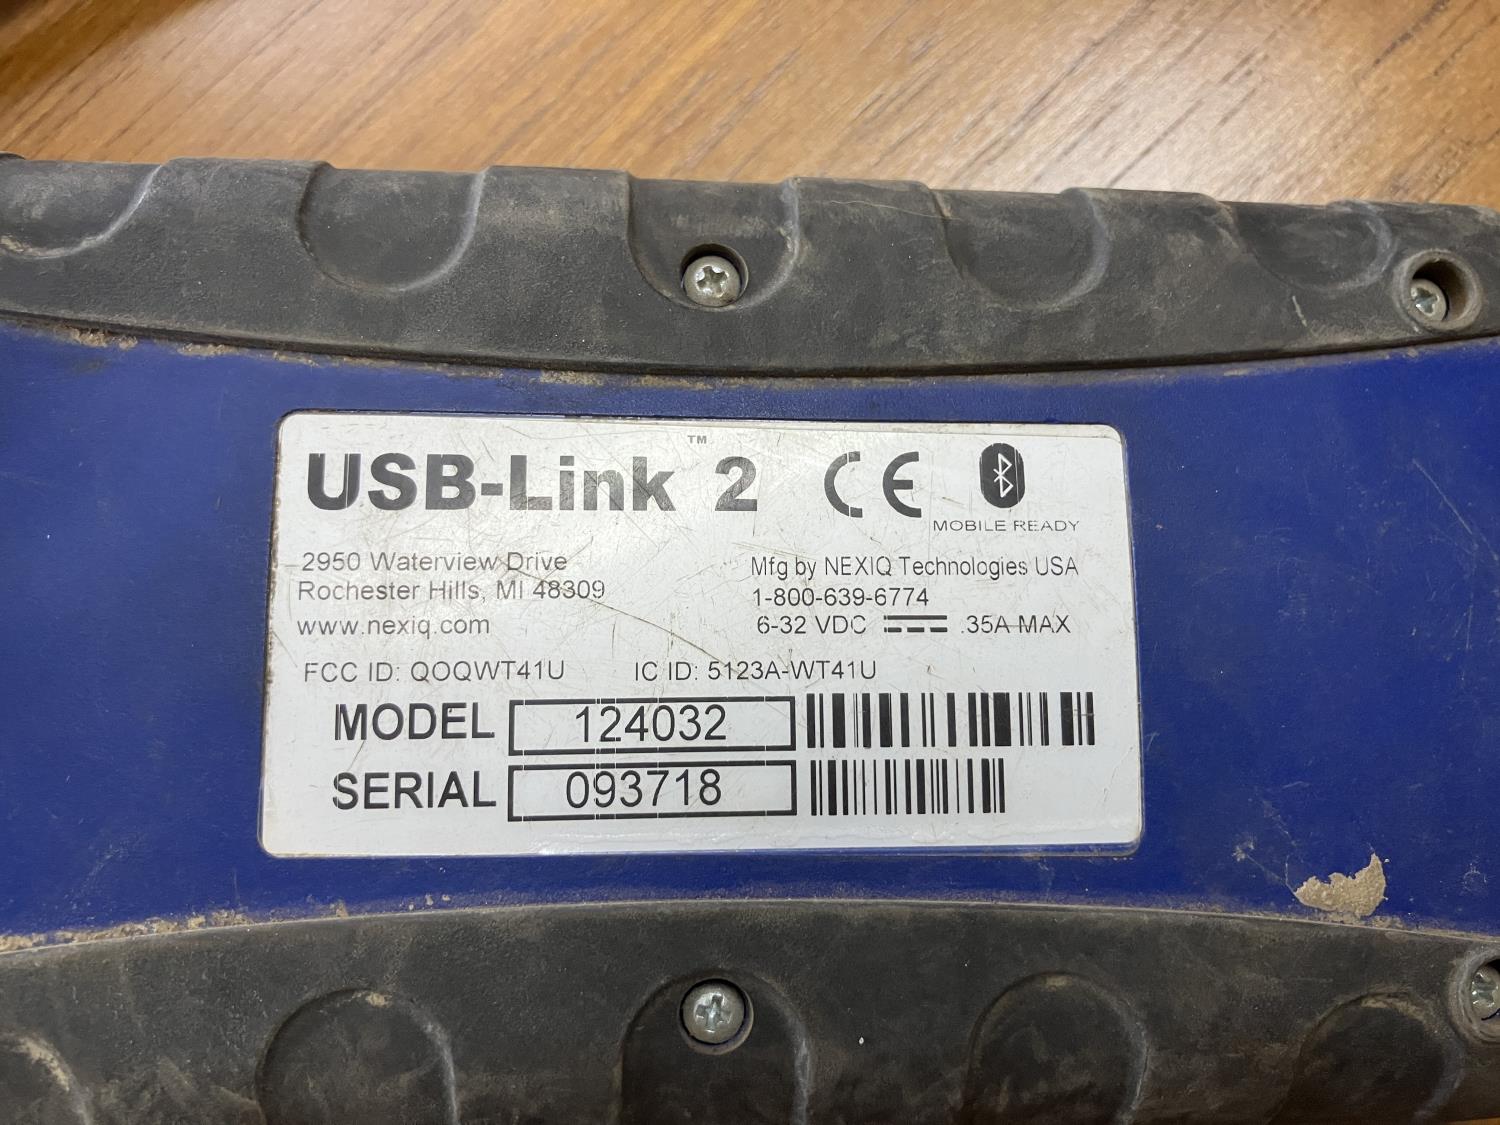 USB-Link™ 2 CE
MOBILE READY
2950 Waterview Drive
Rochester Hills, MI 48309
www.nexiq.com
Mfg by NEXIQ Technologies USA
1-800-639-6774
6-32 VDC .35A MAX
FCC ID: QOQWT41U IC ID: 5123A-WT41U
MODEL 124032
SERIAL 093718